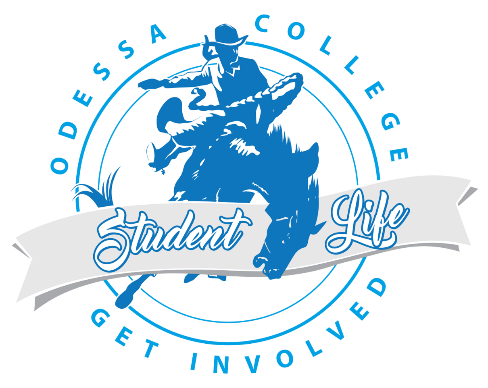 ODESSA COLLEGE
Student Life
GET INVOLVED